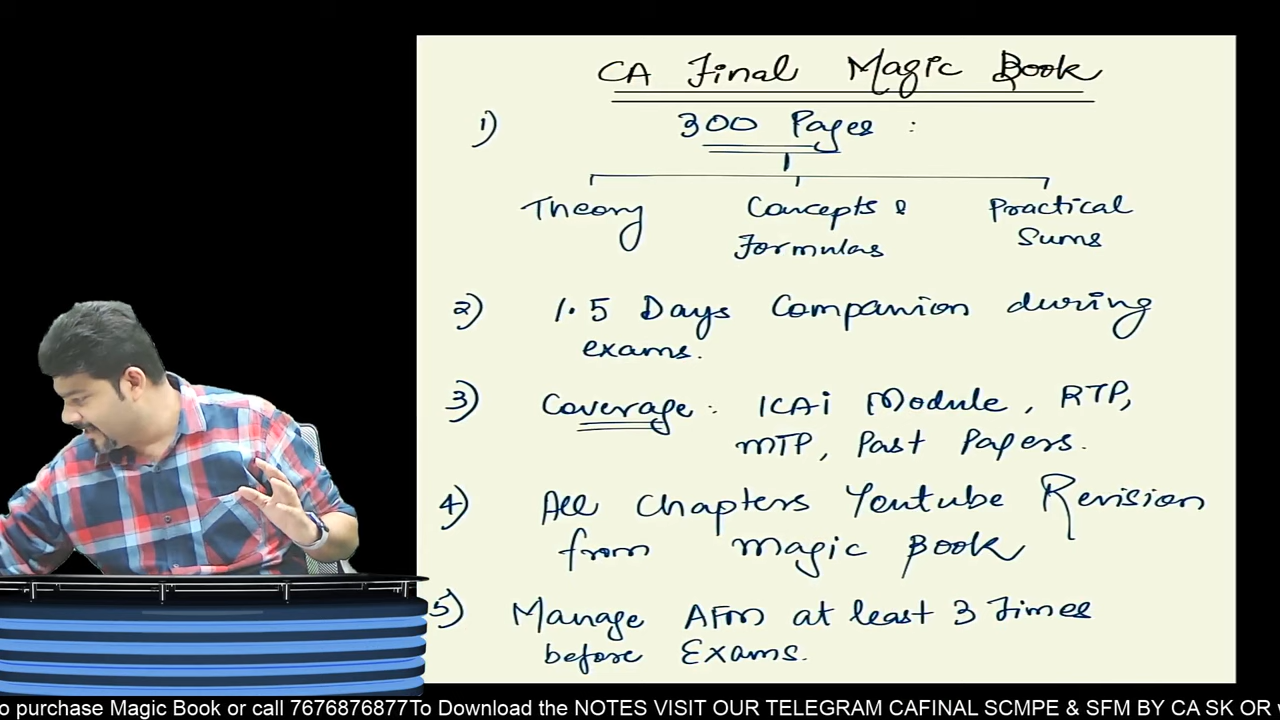 CA Final Magic Book
1) 300 Pages :
Theory Concepts & Practical
Formulas Sums
2) 1.5 Days Companion during
exams.
3) Coverage : ICAi Module, RTP,
MTP, Past Papers.
4) All Chapters Youtube Revision
from Magic Book
5) Manage AFM at least 3 Times
before Exams.
o purchase Magic Book or call 7676876877To Download the NOTES VISIT OUR TELEGRAM CAFINAL SCMPE & SFM BY CA SK OR